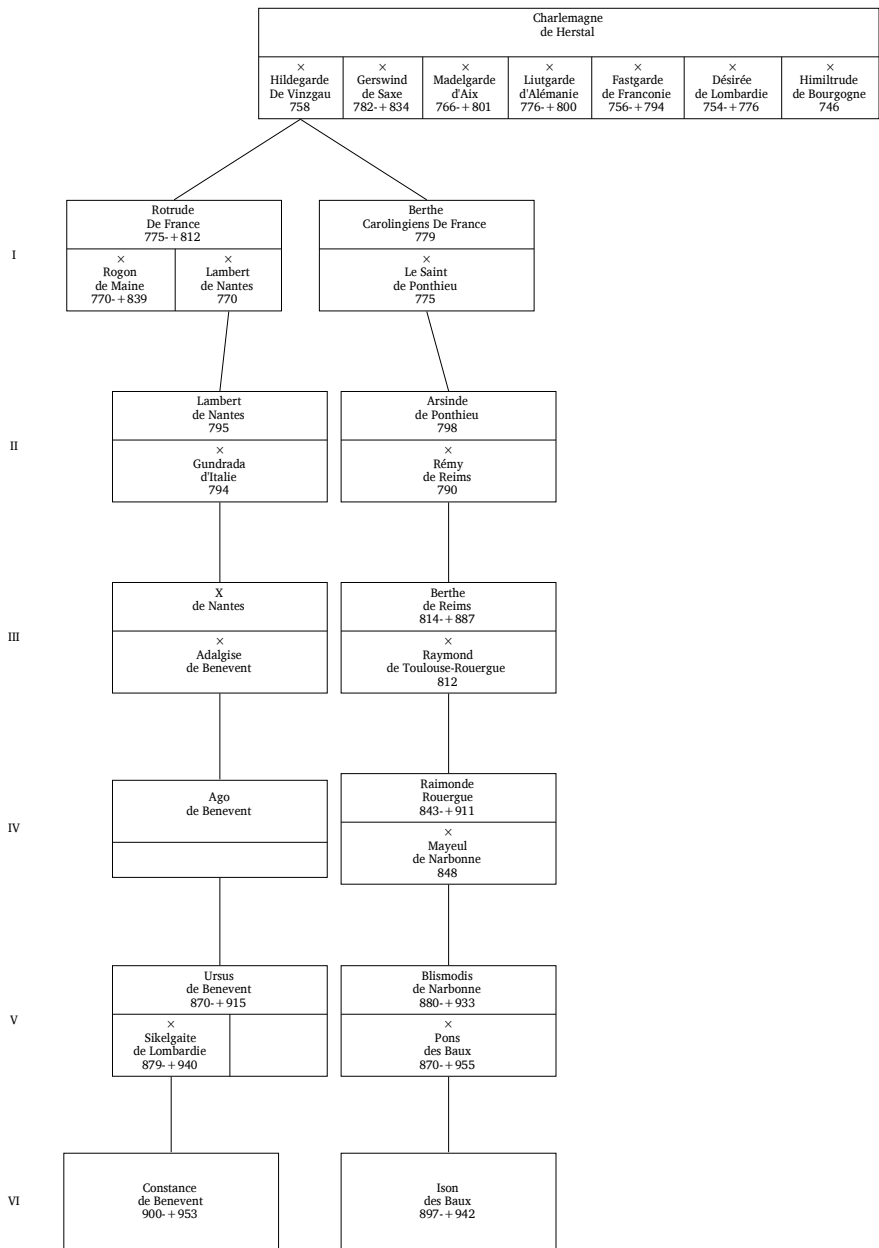 Charlemagne
de Herstal
×
Hildegarde
De Vinzgau
758
×
Gerswind
de Saxe
782-+834
×
Madelgarde
d'Aix
766-+801
×
Liutgarde
d'Alémanie
776-+800
×
Fastgarde
de Franconie
756-+794
×
Désirée
de Lombardie
754-+776
×
Himiltrude
de Bourgogne
746
I
Rotrude
De France
775-+812
×
Rogon
de Maine
770-+839
×
Lambert
de Nantes
770
Berthe
Carolingiens De France
779
×
Le Saint
de Ponthieu
775
II
Lambert
de Nantes
795
×
Gundrada
d'Italie
794
Arsinde
de Ponthieu
798
×
Rémy
de Reims
790
III
X
de Nantes
×
Adalgise
de Benevent
Berthe
de Reims
814-+887
×
Raymond
de Toulouse-Rouergue
812
IV
Ago
de Benevent
Raimonde
Rouergue
843-+911
×
Mayeul
de Narbonne
848
V
Ursus
de Benevent
870-+915
×
Sikelgaite
de Lombardie
879-+940
Blismodis
de Narbonne
880-+933
×
Pons
des Baux
870-+955
VI
Constance
de Benevent
900-+953
Ison
des Baux
897-+942